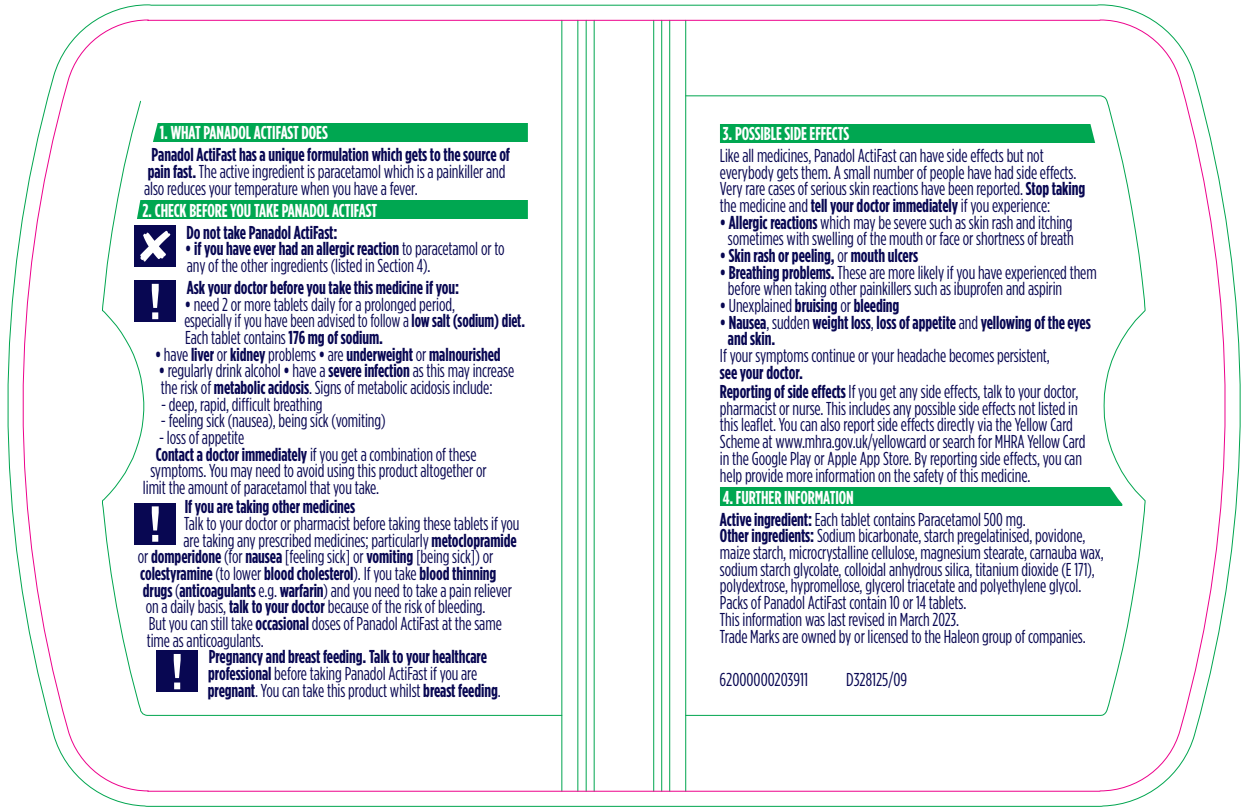 1. WHAT PANADOL ACTIFAST DOES
Panadol ActiFast has a unique formulation which gets to the source of
pain fast. The active ingredient is paracetamol which is a painkiller and
also reduces your temperature when you have a fever.
2. CHECK BEFORE YOU TAKE PANADOL ACTIFAST
Do not take Panadol ActiFast:
• if you have ever had an allergic reaction to paracetamol or to
any of the other ingredients (listed in Section 4).
!
Ask your doctor before you take this medicine if you:
• need 2 or more tablets daily for a prolonged period,
especially if you have been advised to follow a low salt (sodium) diet.
Each tablet contains 176 mg of sodium.
• have liver or kidney problems • are underweight or malnourished
• regularly drink alcohol • have a severe infection as this may increase
the risk of metabolic acidosis. Signs of metabolic acidosis include:
- deep, rapid, difficult breathing
- feeling sick (nausea), being sick (vomiting)
- loss of appetite
Contact a doctor immediately if you get a combination of these
symptoms. You may need to avoid using this product altogether or
limit the amount of paracetamol that you take.
!
If you are taking other medicines
Talk to your doctor or pharmacist before taking these tablets if you
are taking any prescribed medicines; particularly metoclopramide
or domperidone (for nausea [feeling sick] or vomiting [being sick]) or
colestyramine (to lower blood cholesterol). If you take blood thinning
drugs (anticoagulants e.g. warfarin) and you need to take a pain reliever
on a daily basis, talk to your doctor because of the risk of bleeding.
But you can still take occasional doses of Panadol ActiFast at the same
time as anticoagulants.
!
Pregnancy and breast feeding. Talk to your healthcare
professional before taking Panadol ActiFast if you are
pregnant. You can take this product whilst breast feeding.
3. POSSIBLE SIDE EFFECTS
Like all medicines, Panadol ActiFast can have side effects but not
everybody gets them. A small number of people have had side effects.
Very rare cases of serious skin reactions have been reported. Stop taking
the medicine and tell your doctor immediately if you experience:
• Allergic reactions which may be severe such as skin rash and itching
sometimes with swelling of the mouth or face or shortness of breath
• Skin rash or peeling, or mouth ulcers
• Breathing problems. These are more likely if you have experienced them
before when taking other painkillers such as ibuprofen and aspirin
• Unexplained bruising or bleeding
• Nausea, sudden weight loss, loss of appetite and yellowing of the eyes
and skin.
If your symptoms continue or your headache becomes persistent,
see your doctor.
Reporting of side effects If you get any side effects, talk to your doctor,
pharmacist or nurse. This includes any possible side effects not listed in
this leaflet. You can also report side effects directly via the Yellow Card
Scheme at www.mhra.gov.uk/yellowcard or search for MHRA Yellow Card
in the Google Play or Apple App Store. By reporting side effects, you can
help provide more information on the safety of this medicine.
4. FURTHER INFORMATION
Active ingredient: Each tablet contains Paracetamol 500 mg.
Other ingredients: Sodium bicarbonate, starch pregelatinised, povidone,
maize starch, microcrystalline cellulose, magnesium stearate, carnauba wax,
sodium starch glycolate, colloidal anhydrous silica, titanium dioxide (E 171),
polydextrose, hypromellose, glycerol triacetate and polyethylene glycol.
Packs of Panadol ActiFast contain 10 or 14 tablets.
This information was last revised in March 2023.
Trade Marks are owned by or licensed to the Haleon group of companies.
62000000203911 D328125/09